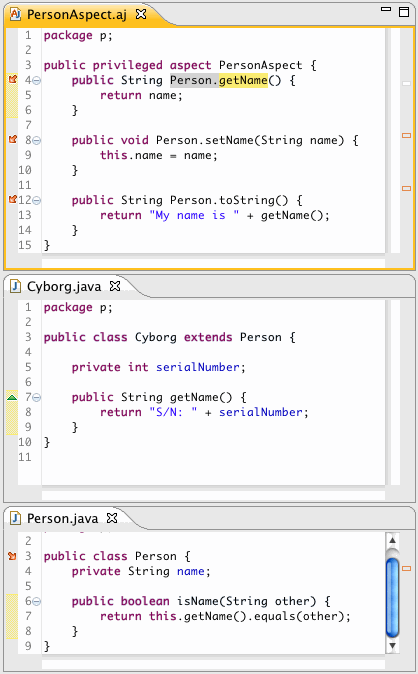 PersonAspect.aj
1 package p;
2
3 public privileged aspect PersonAspect {
4 public String Person.getName() {
5 return name;
6 }
7
8 public void Person.setName(String name) {
9 this.name = name;
10 }
11
12 public String Person.toString() {
13 return "My name is " + getName();
14 }
15 }
Cyborg.java
1 package p;
2
3 public class Cyborg extends Person {
4
5 private int serialNumber;
6
7 public String getName() {
8 return "S/N: " + serialNumber;
9 }
10 }
11
Person.java
2
3 public class Person {
4 private String name;
5
6 public boolean isName(String other) {
7 return this.getName().equals(other);
8 }
9 }